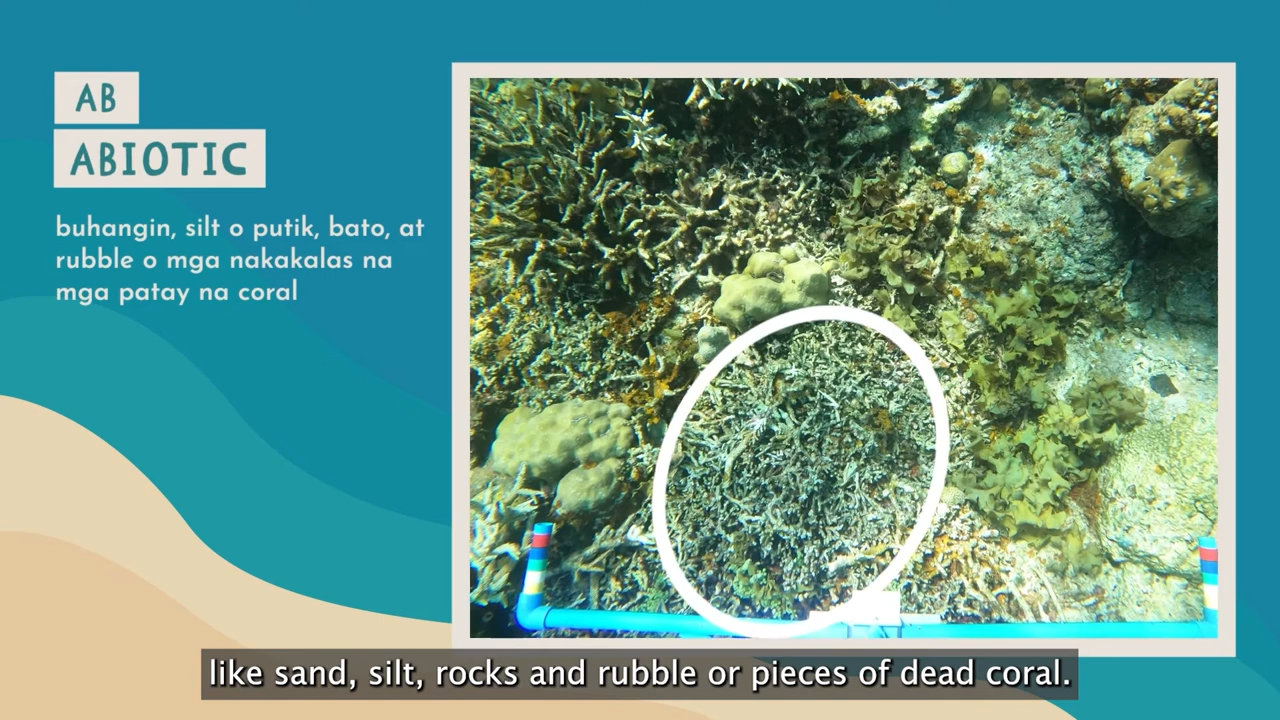 AB
ABIOTIC
buhangin, silt o putik, bato, at
rubble o mga nakakalas na
mga patay na coral
like sand, silt, rocks and rubble or pieces of dead coral.